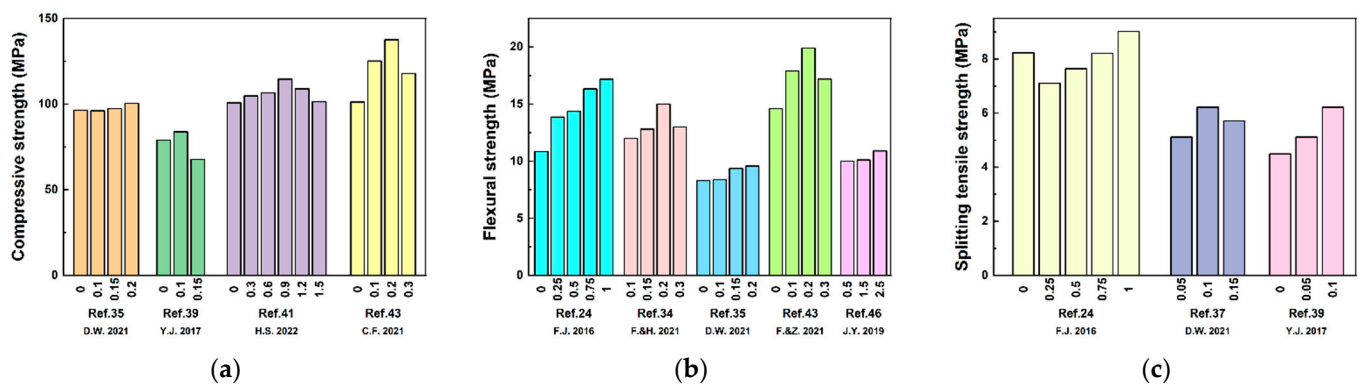 Compressive strength (MPa)
150
100
50
0
0 0.1 0.15 0.2 0 0.1 0.15 0 0.3 0.6 0.9 1.2 1.5 0 0.1 0.2 0.3
Ref.35 Ref.39 Ref.41 Ref.43
D.W. 2021 Y.J. 2017 H.S. 2022 C.F. 2021
(a)
Flexural strength (MPa)
20
15
10
5
0
0 0.25 0.5 0.75 1 0.1 0.15 0.2 0.3 0 0.1 0.15 0.2 0 0.1 0.2 0.3 0.5 1.5 2.5
Ref.24 Ref.34 Ref.35 Ref.43 Ref.46
F.J. 2016 F.&H. 2021 D.W. 2021 F.&Z. 2021 J.Y. 2019
(b)
Splitting tensile strength (MPa)
8
6
4
2
0
0 0.25 0.5 0.75 1 0.05 0.1 0.15 0 0.05 0.1
Ref.24 Ref.37 Ref.39
F.J. 2016 D.W. 2021 Y.J. 2017
(c)